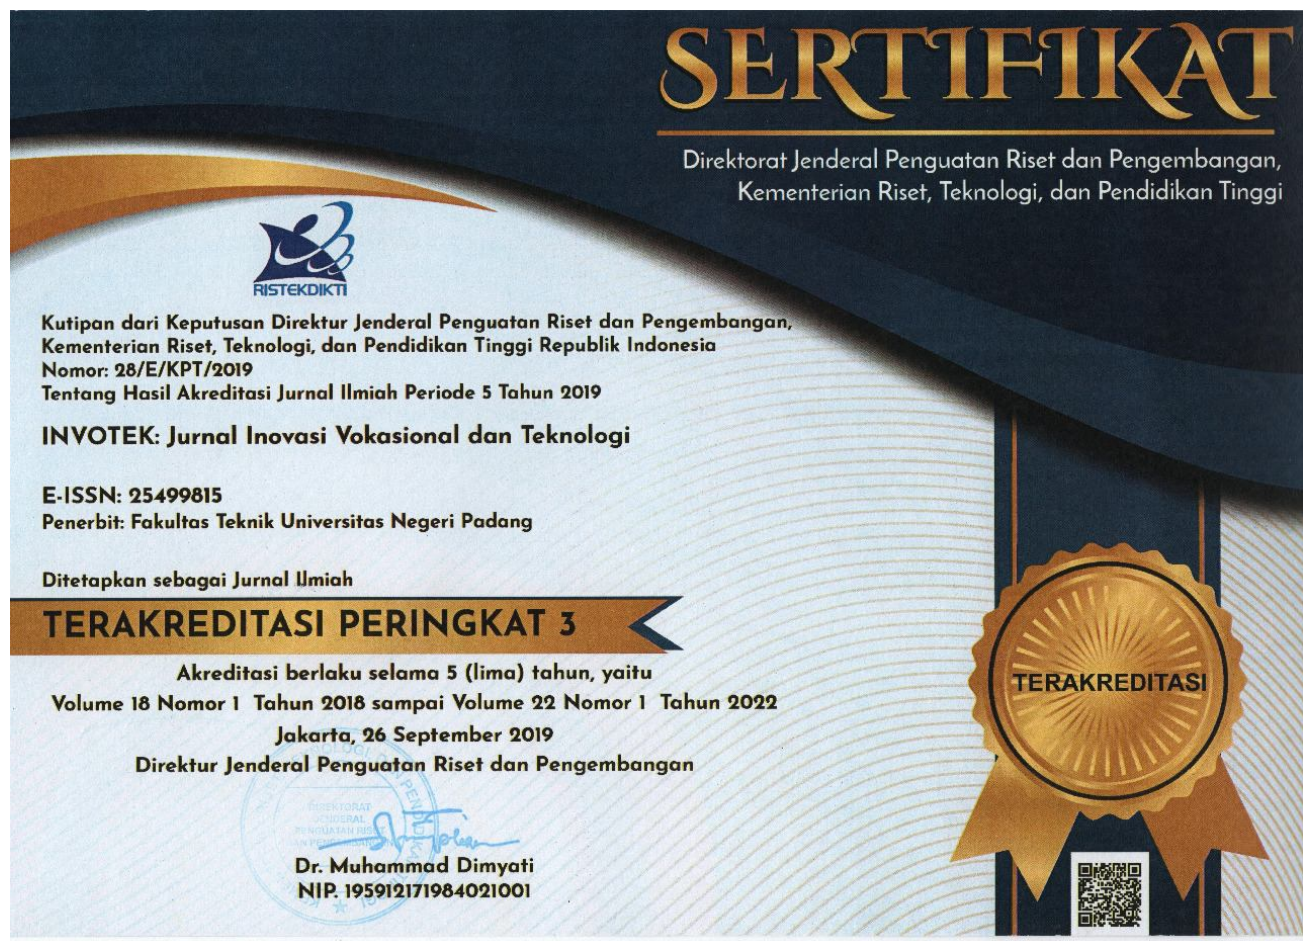 SERTIFIKAT
Direktorat Jenderal Penguatan Riset dan Pengembangan,
Kementerian Riset, Teknologi, dan Pendidikan Tinggi
RISTEKDIKTI
Kutipan dari Keputusan Direktur Jenderal Penguatan Riset dan Pengembangan,
Kementerian Riset, Teknologi, dan Pendidikan Tinggi Republik Indonesia
Nomor: 28/E/KPT/2019
Tentang Hasil Akreditasi Jurnal Ilmiah Periode 5 Tahun 2019
INVOTEK: Jurnal Inovasi Vokasional dan Teknologi
E-ISSN: 25499815
Penerbit: Fakultas Teknik Universitas Negeri Padang
Ditetapkan sebagai Jurnal Ilmiah
TERAKREDITASI PERINGKAT 3
Akreditasi berlaku selama 5 (lima) tahun, yaitu
Volume 18 Nomor 1 Tahun 2018 sampai Volume 22 Nomor 1 Tahun 2022
Jakarta, 26 September 2019
Direktur Jenderal Penguatan Riset dan Pengembangan
DIREKTORAT
JENDERAL
PENGUATAN RISET
Dr. Muhammad Dimyati
NIP. 195912171984021001
TERAKREDITASI